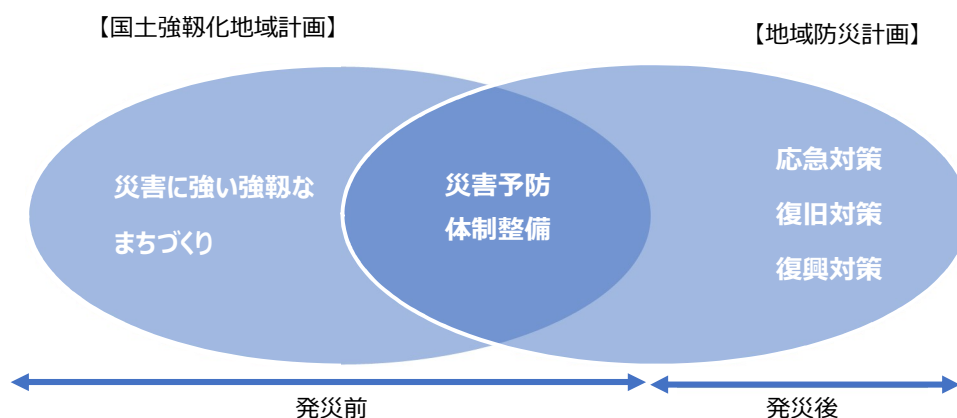 【国土強靱化地域計画】
【地域防災計画】
災害に強い強靱な
まちづくり
災害予防
体制整備
応急対策
復旧対策
復興対策
発災前
発災後